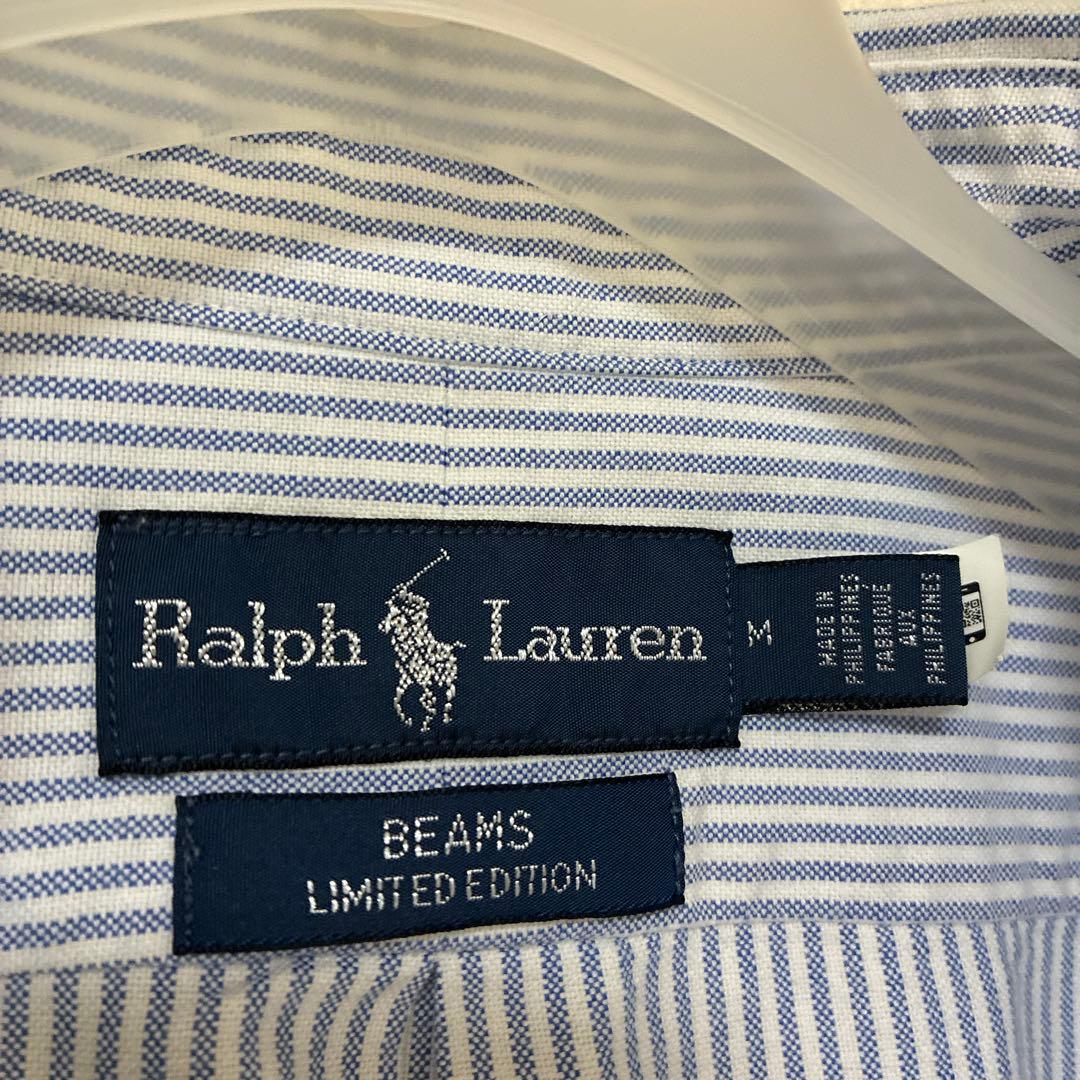 Ralph Lauren
M
MADE IN
PHILIPPINES
FABRIQUE
AUX
PHILIPPINES
BEAMS
LIMITED EDITION